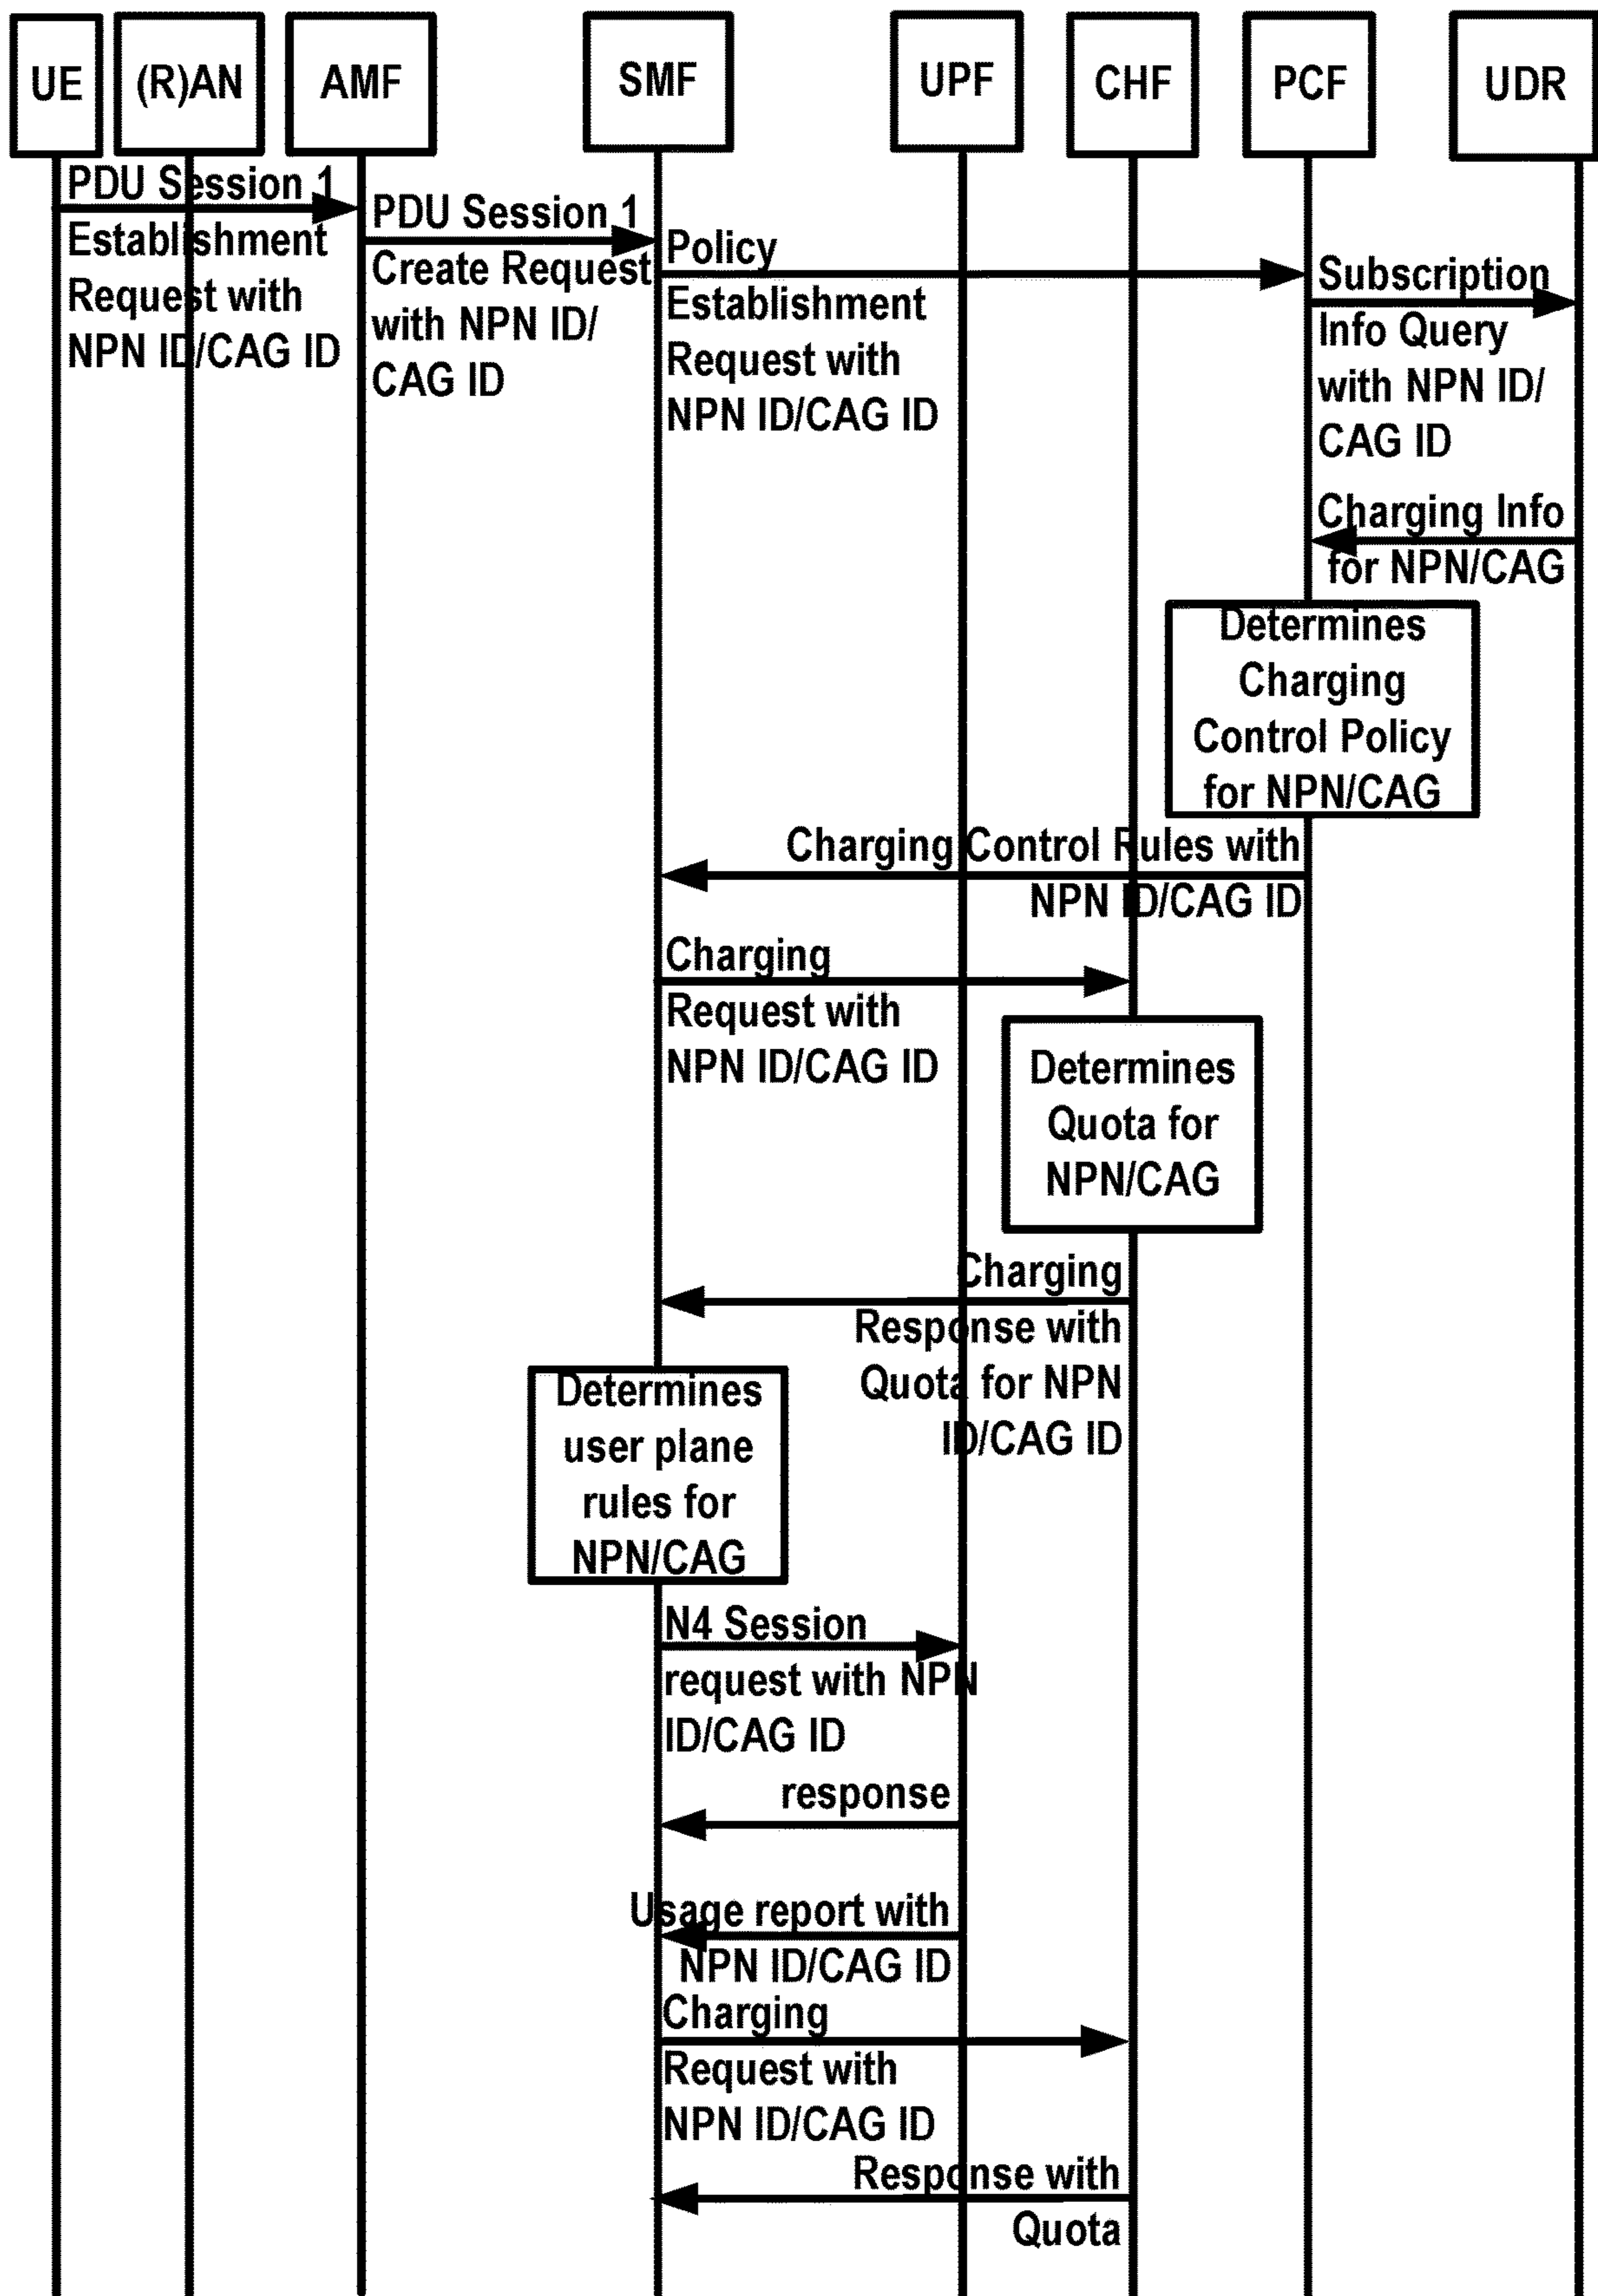 UE
(R)AN
AMF
SMF
UPF
CHF
PCF
UDR
PDU Session 1
Establishment
Request with
NPN ID/CAG ID
PDU Session 1
Create Request
with NPN ID/
CAG ID
Policy
Establishment
Request with
NPN ID/CAG ID
Subscription
Info Query
with NPN ID/
CAG ID
Charging Info
for NPN/CAG
Determines
Charging
Control Policy
for NPN/CAG
Charging Control Rules with
NPN ID/CAG ID
Charging
Request with
NPN ID/CAG ID
Determines
Quota for
NPN/CAG
Charging
Response with
Quota for NPN
ID/CAG ID
Determines
user plane
rules for
NPN/CAG
N4 Session
request with NPN
ID/CAG ID
response
Usage report with
NPN ID/CAG ID
Charging
Request with
NPN ID/CAG ID
Response with
Quota